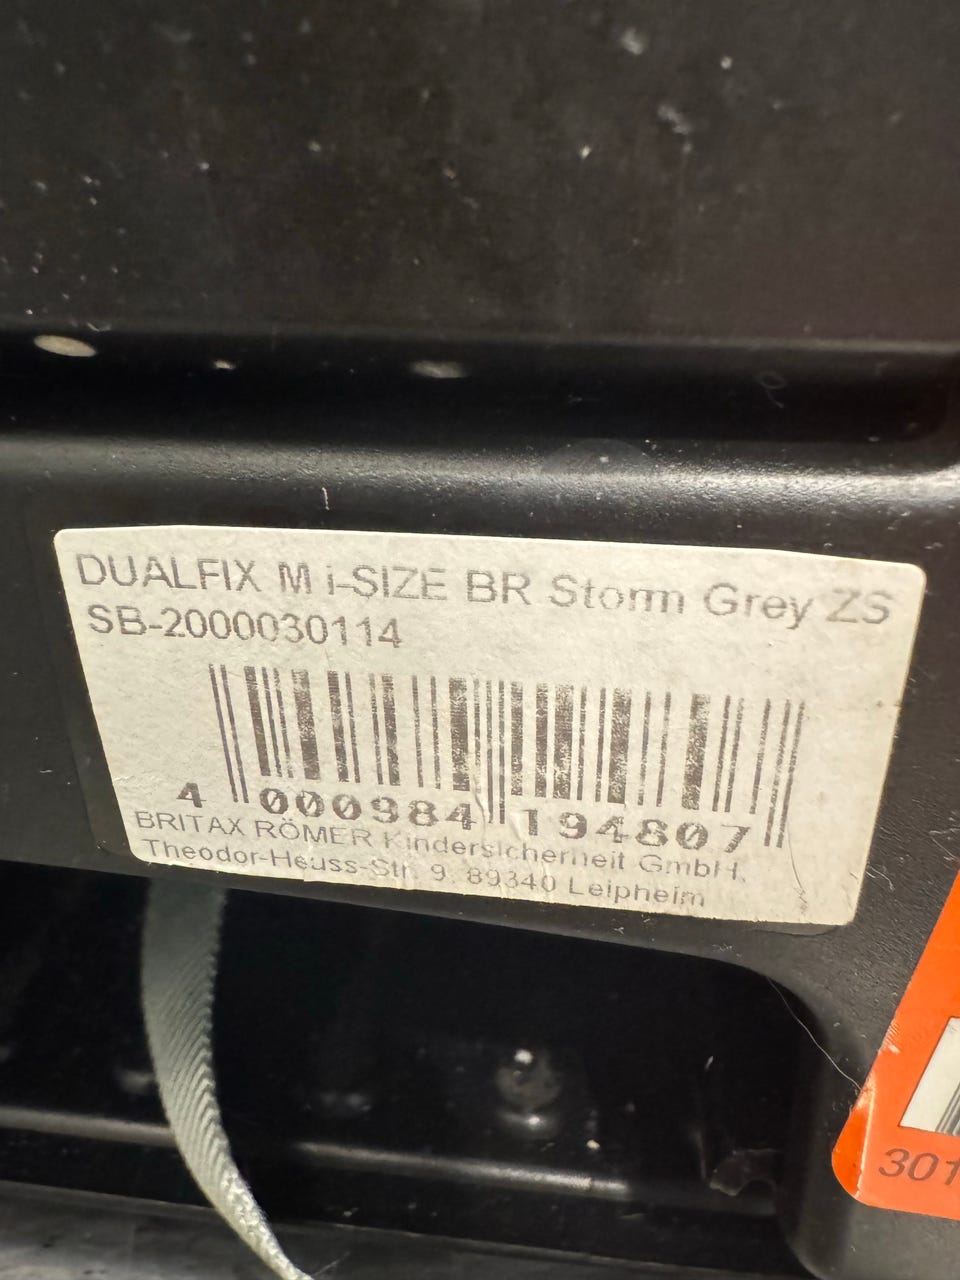 DUALFIX M i-SIZE BR Storm Grey ZS
SB-2000030114
4 000984 194807
BRITAX RÖMER Kindersicherheit GmbH,
Theodor-Heuss-Str. 9, 89340 Leipheim
301